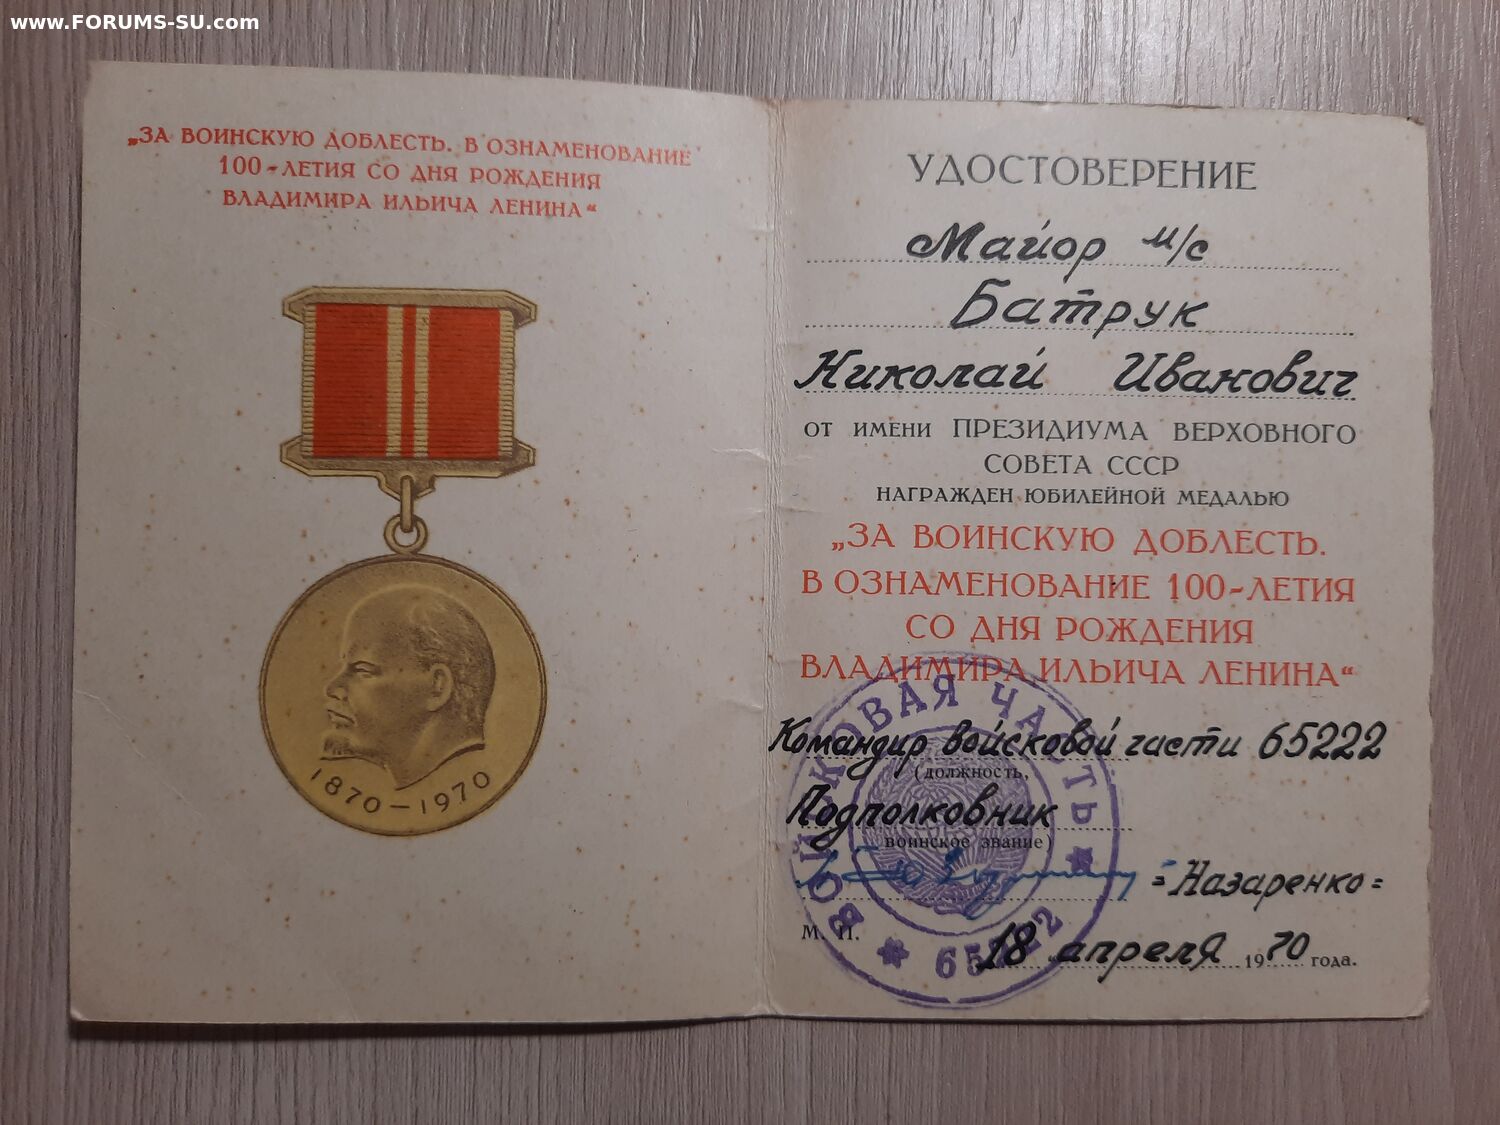 www.FORUMS-SU.com
„ЗА ВОИНСКУЮ ДОБЛЕСТЬ. В ОЗНАМЕНОВАНИЕ
100-ЛЕТИЯ СО ДНЯ РОЖДЕНИЯ
ВЛАДИМИРА ИЛЬИЧА ЛЕНИНА“
1870-1970
УДОСТОВЕРЕНИЕ
Майор м/с
Батрук
Николай Иванович
ОТ ИМЕНИ ПРЕЗИДИУМА ВЕРХОВНОГО
СОВЕТА СССР
НАГРАЖДЕН ЮБИЛЕЙНОЙ МЕДАЛЬЮ
„ЗА ВОИНСКУЮ ДОБЛЕСТЬ.
В ОЗНАМЕНОВАНИЕ 100-ЛЕТИЯ
СО ДНЯ РОЖДЕНИЯ
ВЛАДИМИРА ИЛЬИЧА ЛЕНИНА“
Командир войсковой части 65222
(должность,
Подполковник
воинское звание)
=Назаренко=
М. П.
18 апреля 1970 года.
ВОЙСКОВАЯ ЧАСТЬ
65222